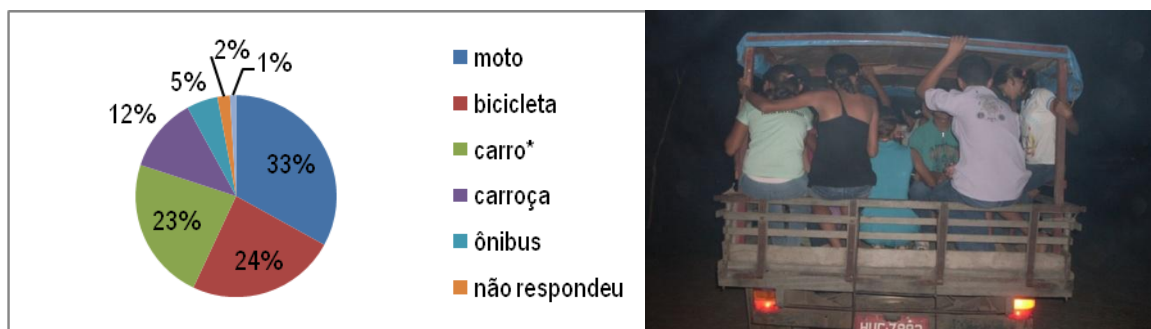 2%
1%
5%
12%
33%
23%
24%
moto
bicicleta
carro*
carroça
ônibus
não respondeu